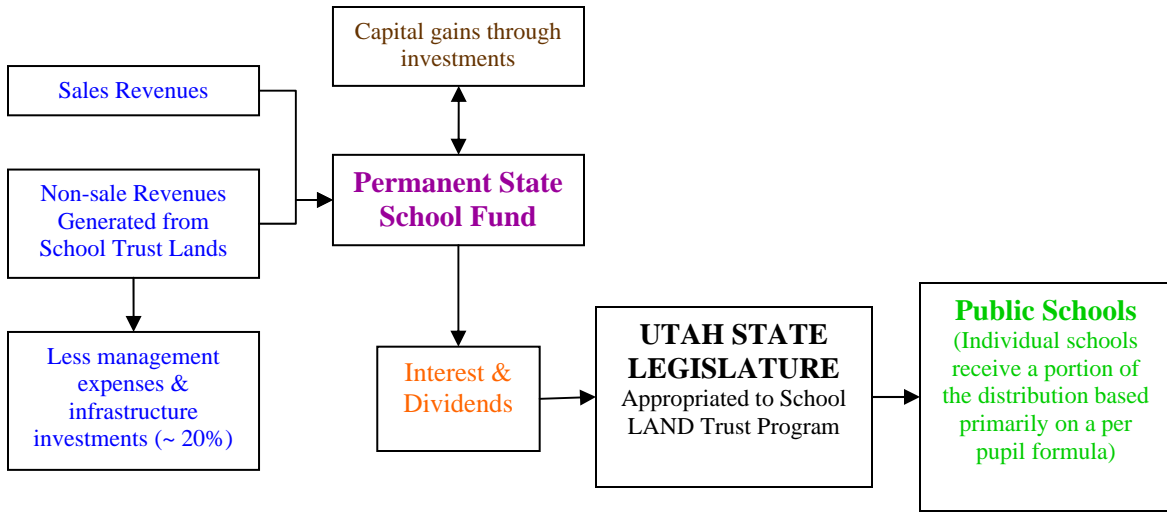 Capital gains through
investments
Sales Revenues
Non-sale Revenues
Generated from
School Trust Lands
Permanent State
School Fund
Less management
expenses &
infrastructure
investments (~ 20%)
Interest &
Dividends
UTAH STATE
LEGISLATURE
Appropriated to School
LAND Trust Program
Public Schools
(Individual schools
receive a portion of
the distribution based
primarily on a per
pupil formula)